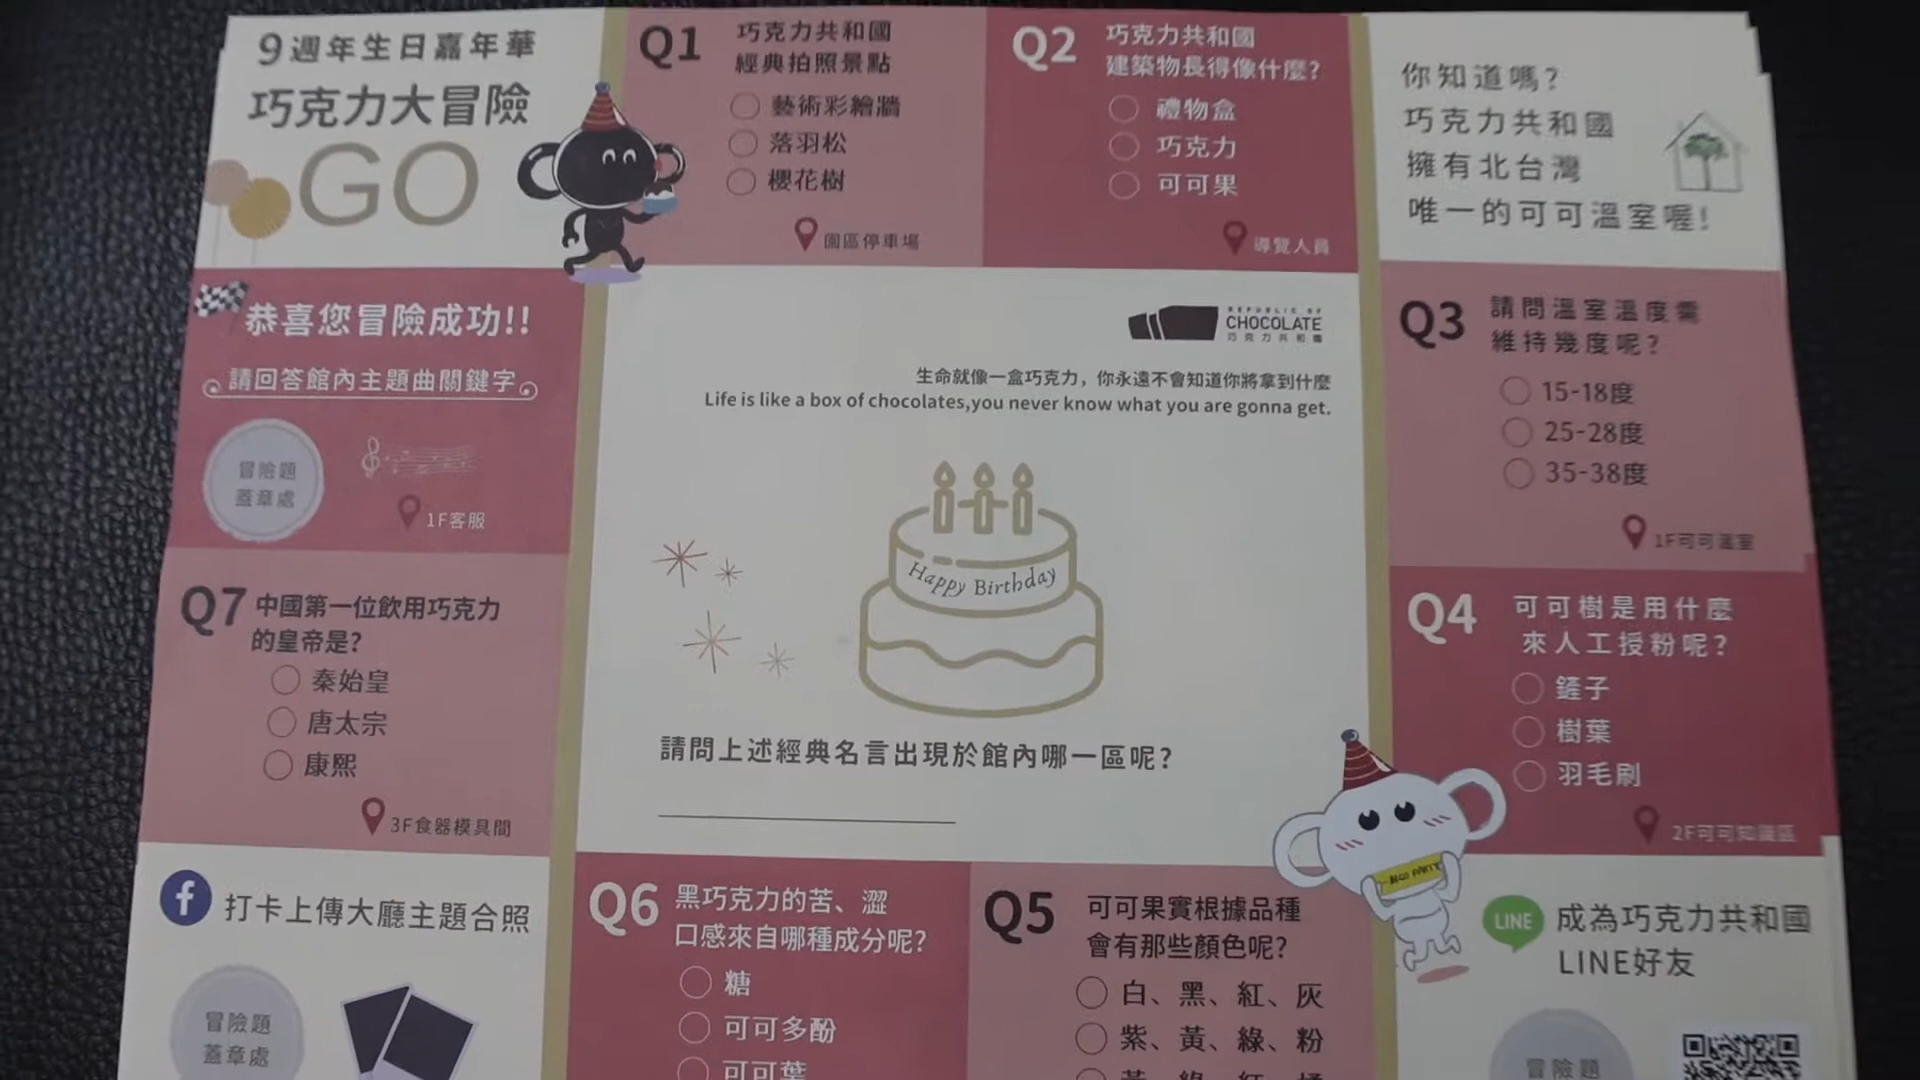 9週年生日嘉年華
巧克力大冒險
GO
Q1 巧克力共和國
經典拍照景點
藝術彩繪牆
落羽松
櫻花樹
園區停車場
Q2 巧克力共和國
建築物長得像什麼?
禮物盒
巧克力
可可果
導覽人員
你知道嗎?
巧克力共和國
擁有北台灣
唯一的可可溫室喔!
Q3 請問溫室溫度需
維持幾度呢?
15-18度
25-28度
35-38度
1F可可溫室
Q4 可可樹是用什麼
來人工授粉呢?
鏟子
樹葉
羽毛刷
2F可可知識區
恭喜您冒險成功!!
請回答館內主題曲關鍵字
冒險題
蓋章處
1F客服
REPUBLIC OF
CHOCOLATE
巧克力共和國
生命就像一盒巧克力，你永遠不會知道你將拿到什麼
Life is like a box of chocolates,you never know what you are gonna get.
Happy Birthday
請問上述經典名言出現於館內哪一區呢?
Q7 中國第一位飲用巧克力
的皇帝是?
秦始皇
唐太宗
康熙
3F食器模具間
打卡上傳大廳主題合照
冒險題
蓋章處
Q6 黑巧克力的苦、澀
口感來自哪種成分呢?
糖
可可多酚
可可葉
Q5 可可果實根據品種
會有那些顏色呢?
白、黑、紅、灰
紫、黃、綠、粉
LINE
成為巧克力共和國
LINE好友
冒險題